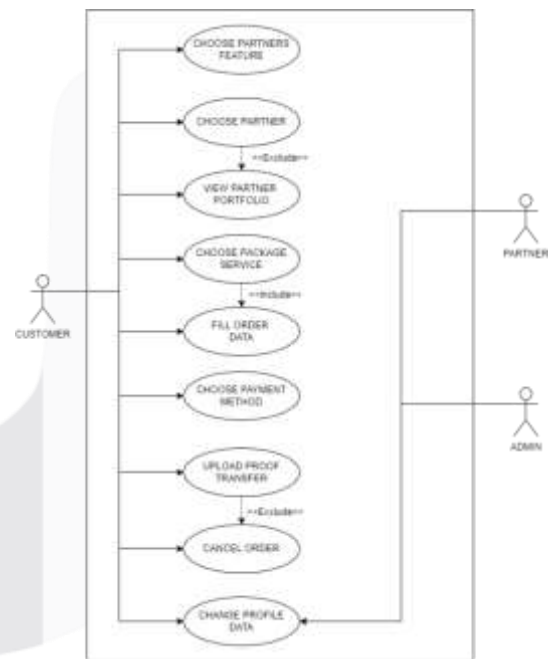 CHOOSE PARTNERS
FEATURE
CHOOSE PARTNER
<<Exclude>>
VIEW PARTNER
PORTFOLIO
PARTNER
CHOOSE PACKAGE
SERVICE
<<Include>>
CUSTOMER
FILL ORDER
DATA
CHOOSE PAYMENT
METHOD
ADMIN
UPLOAD PROOF
TRANSFER
<<Exclude>>
CANCEL ORDER
CHANGE PROFILE
DATA